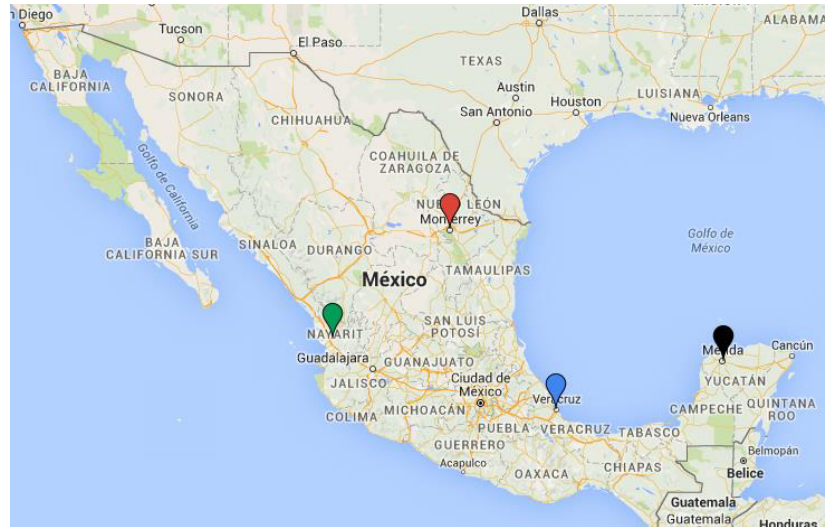 n Diego
Dallas
Tucson
El Paso
ALABAMA
TEXAS
BAJA
CALIFORNIA
SONORA
Austin
Houston
LUISIANA
San Antonio
Nueva Orleans
CHIHUAHUA
COAHUILA DE
ZARAGOZA
Golfo de California
NUEVO LEÓN
Monterrey
BAJA
CALIFORNIA SUR
SINALOA
DURANGO
Golfo de
México
TAMAULIPAS
México
NAYARIT
SAN LUIS
POTOSÍ
Mérida
Cancún
Guadalajara
GUANAJUATO
YUCATÁN
JALISCO
Ciudad de
México
Veracruz
QUINTANA
ROO
CAMPECHE
COLIMA
MICHOACÁN
PUEBLA
VERACRUZ
TABASCO
GUERRERO
Belmopán
Acapulco
OAXACA
CHIAPAS
Belice
Guatemala
Guatemala
Honduras